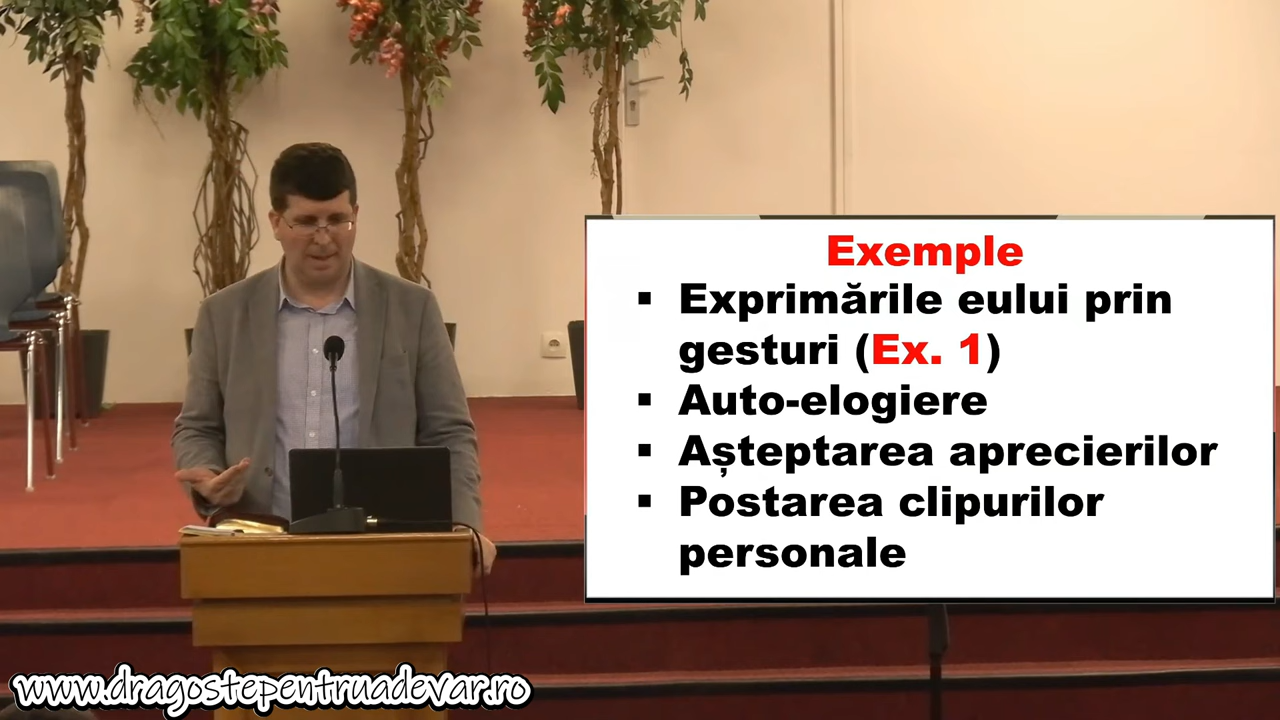 Exemple
▪ Exprimările eului prin
gesturi (Ex. 1)
▪ Auto-elogiere
▪ Așteptarea aprecierilor
▪ Postarea clipurilor
personale
www.dragostepentruadevar.ro